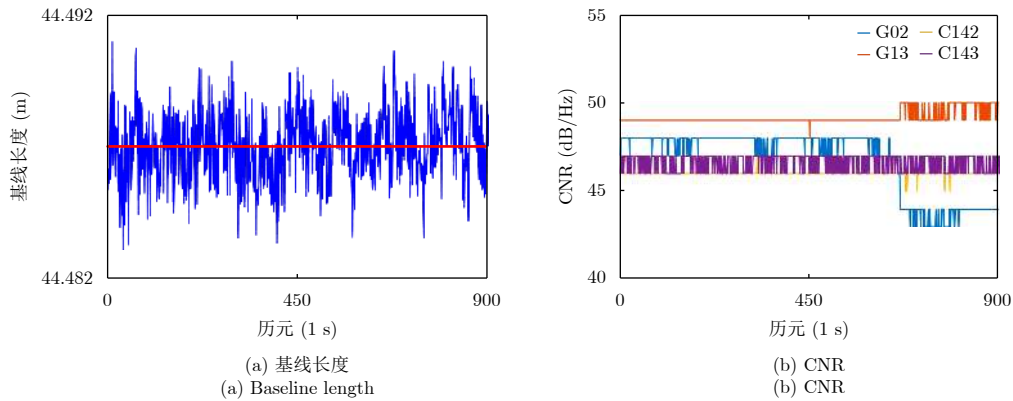 44.492
44.482
基线长度 (m)
0
450
900
历元 (1 s)
(a) 基线长度
(a) Baseline length
55
50
45
40
CNR (dB/Hz)
G02
C142
G13
C143
0
450
900
历元 (1 s)
(b) CNR
(b) CNR